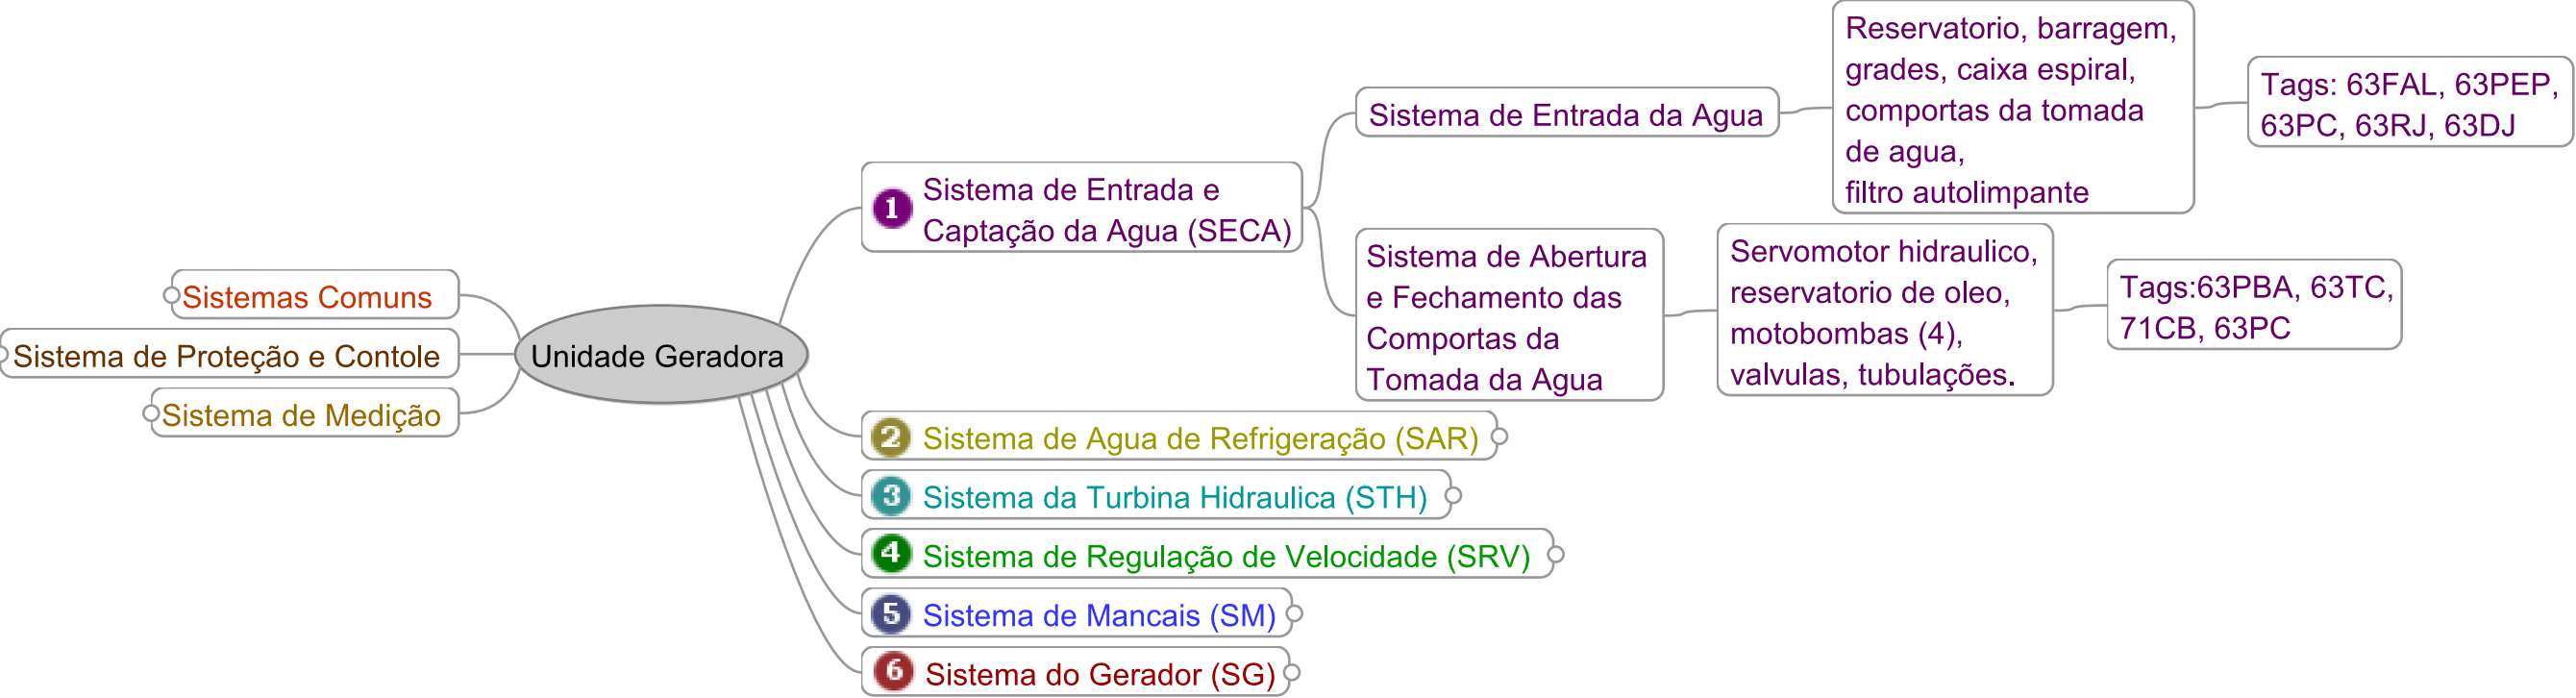 Sistemas Comuns
Sistema de Proteção e Contole
Sistema de Medição
Unidade Geradora
1
Sistema de Entrada e
Captação da Agua (SECA)
Sistema de Entrada da Agua
Reservatorio, barragem,
grades, caixa espiral,
comportas da tomada
de agua,
filtro autolimpante
Tags: 63FAL, 63PEP,
63PC, 63RJ, 63DJ
Sistema de Abertura
e Fechamento das
Comportas da
Tomada da Agua
Servomotor hidraulico,
reservatorio de oleo,
motobombas (4),
valvulas, tubulações.
Tags:63PBA, 63TC,
71CB, 63PC
2 Sistema de Agua de Refrigeração (SAR)
3 Sistema da Turbina Hidraulica (STH)
4 Sistema de Regulação de Velocidade (SRV)
5 Sistema de Mancais (SM)
6 Sistema do Gerador (SG)